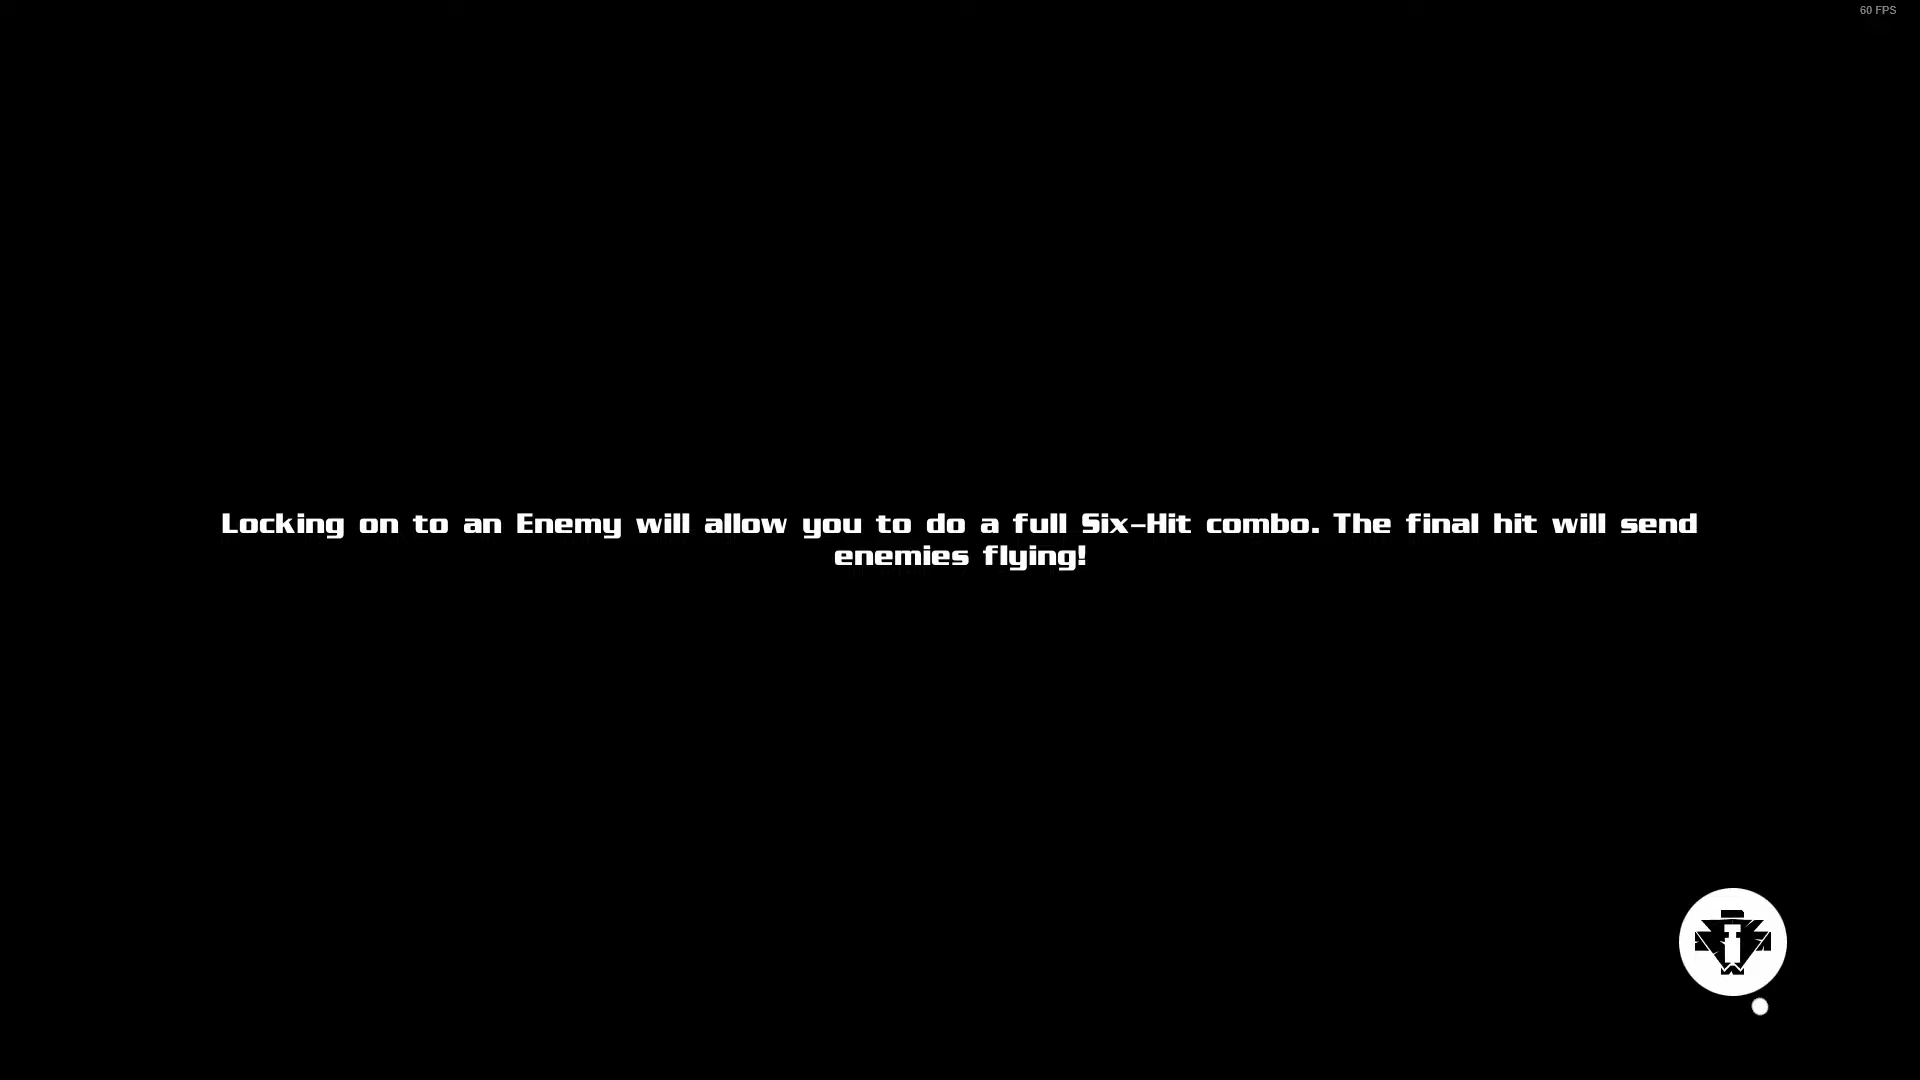 60 FPS
Locking on to an Enemy will allow you to do a full Six-Hit combo. The final hit will send
enemies flying!